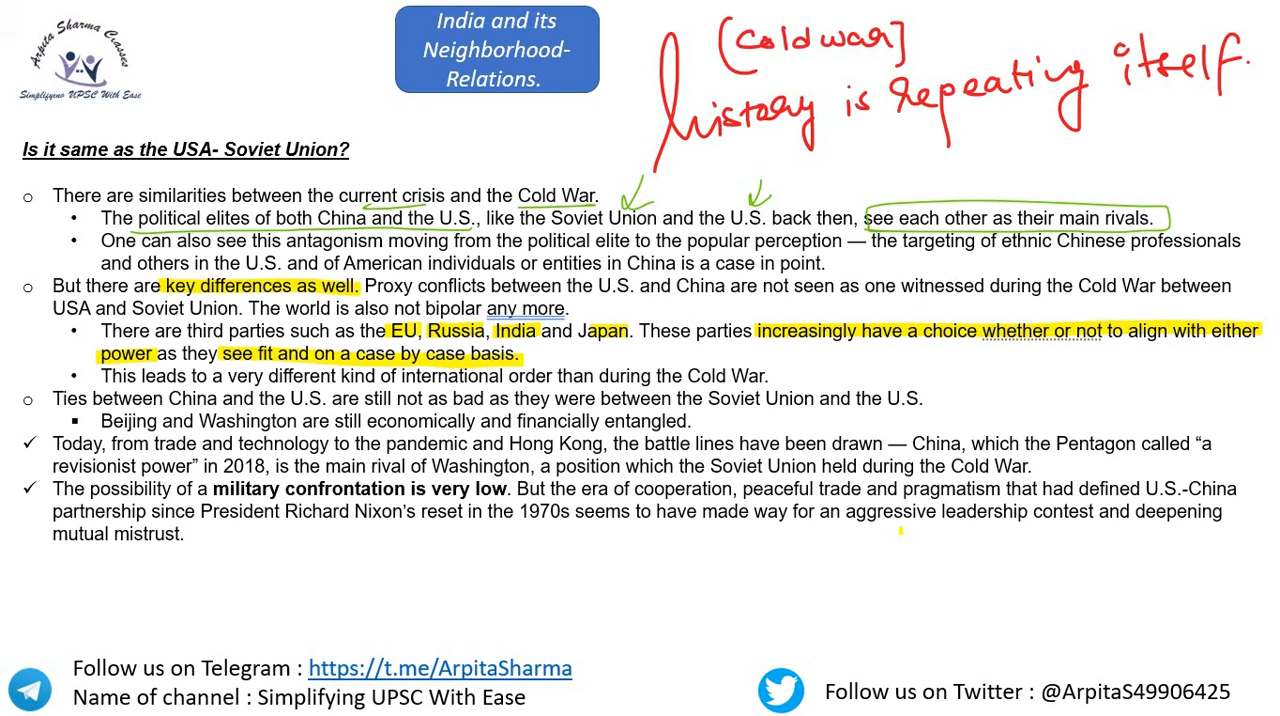 Arpita Sharma Classes
Simplifying UPSC With Ease
India and its
Neighborhood-
Relations.
[Cold war]
history is repeating itself.
Is it same as the USA- Soviet Union?
o There are similarities between the current crisis and the Cold War.
• The political elites of both China and the U.S., like the Soviet Union and the U.S. back then, see each other as their main rivals.
• One can also see this antagonism moving from the political elite to the popular perception — the targeting of ethnic Chinese professionals
and others in the U.S. and of American individuals or entities in China is a case in point.
o But there are key differences as well. Proxy conflicts between the U.S. and China are not seen as one witnessed during the Cold War between
USA and Soviet Union. The world is also not bipolar any more.
• There are third parties such as the EU, Russia, India and Japan. These parties increasingly have a choice whether or not to align with either
power as they see fit and on a case by case basis.
• This leads to a very different kind of international order than during the Cold War.
o Ties between China and the U.S. are still not as bad as they were between the Soviet Union and the U.S.
▪ Beijing and Washington are still economically and financially entangled.
✓ Today, from trade and technology to the pandemic and Hong Kong, the battle lines have been drawn — China, which the Pentagon called “a
revisionist power” in 2018, is the main rival of Washington, a position which the Soviet Union held during the Cold War.
✓ The possibility of a military confrontation is very low. But the era of cooperation, peaceful trade and pragmatism that had defined U.S.-China
partnership since President Richard Nixon’s reset in the 1970s seems to have made way for an aggressive leadership contest and deepening
mutual mistrust.
Follow us on Telegram : https://t.me/ArpitaSharma
Name of channel : Simplifying UPSC With Ease
Follow us on Twitter : @ArpitaS49906425